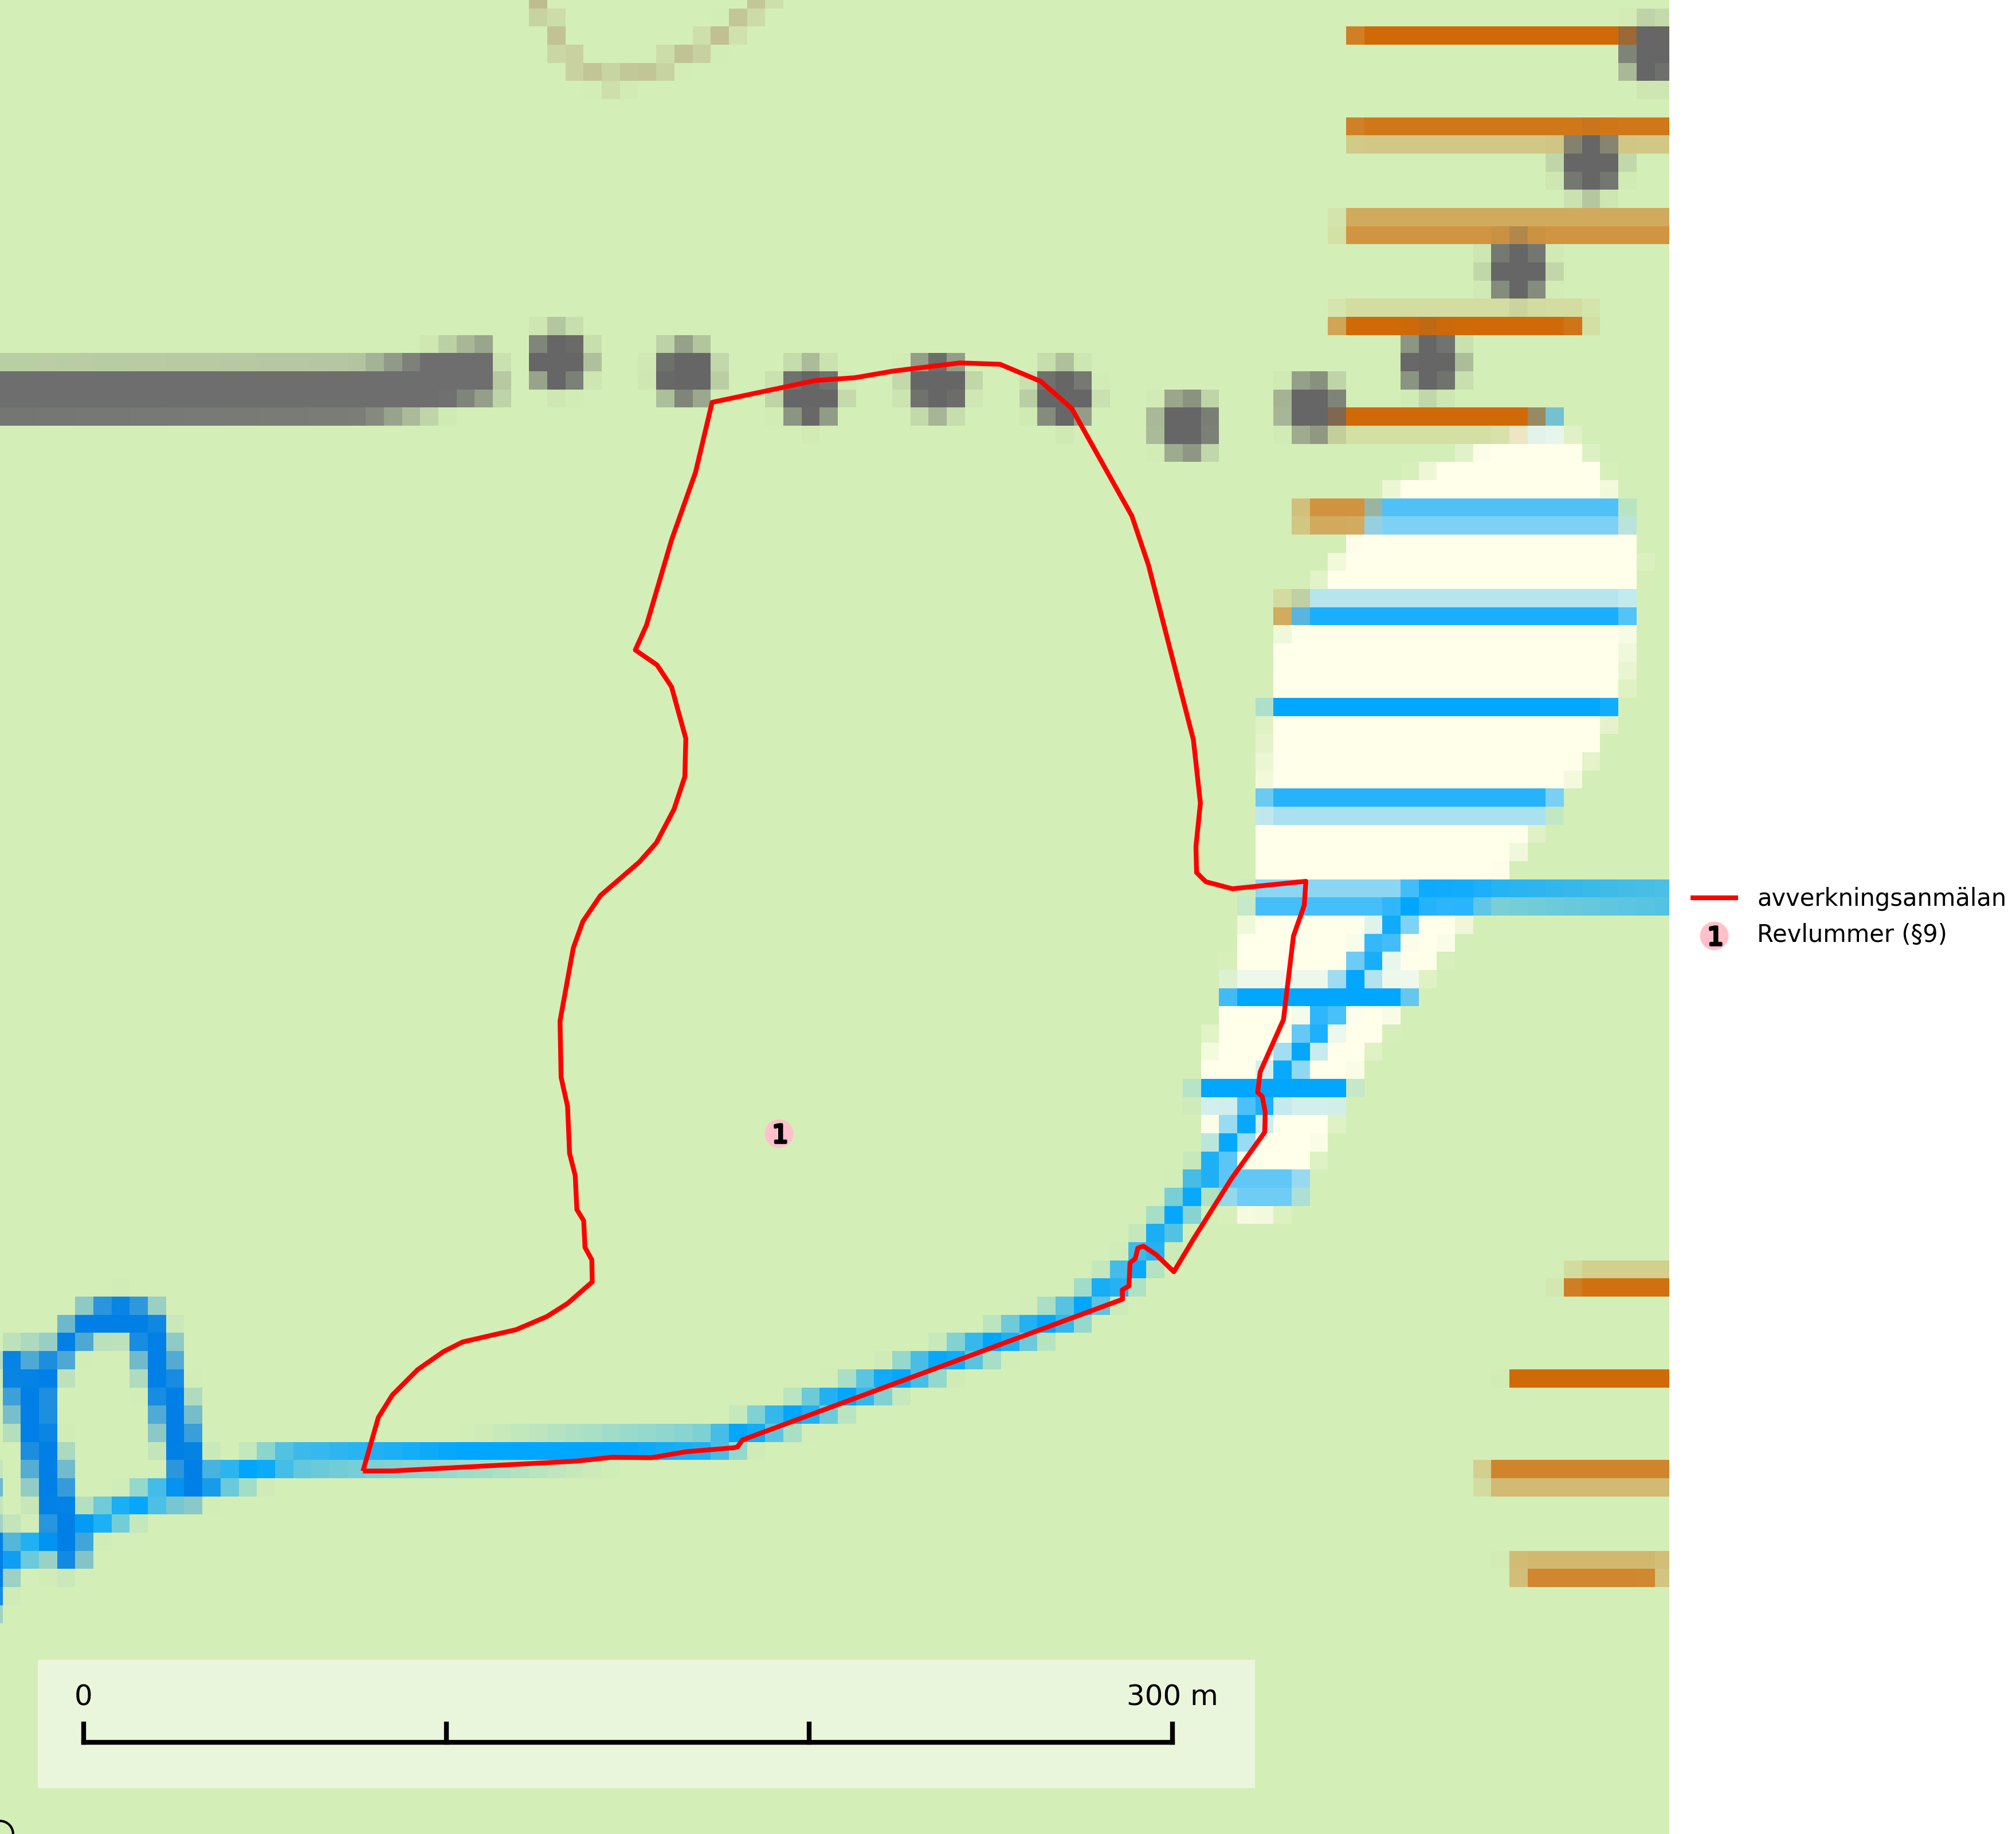 avverkningsanmälan
1 Revlummer (§9)
1
0 300 m